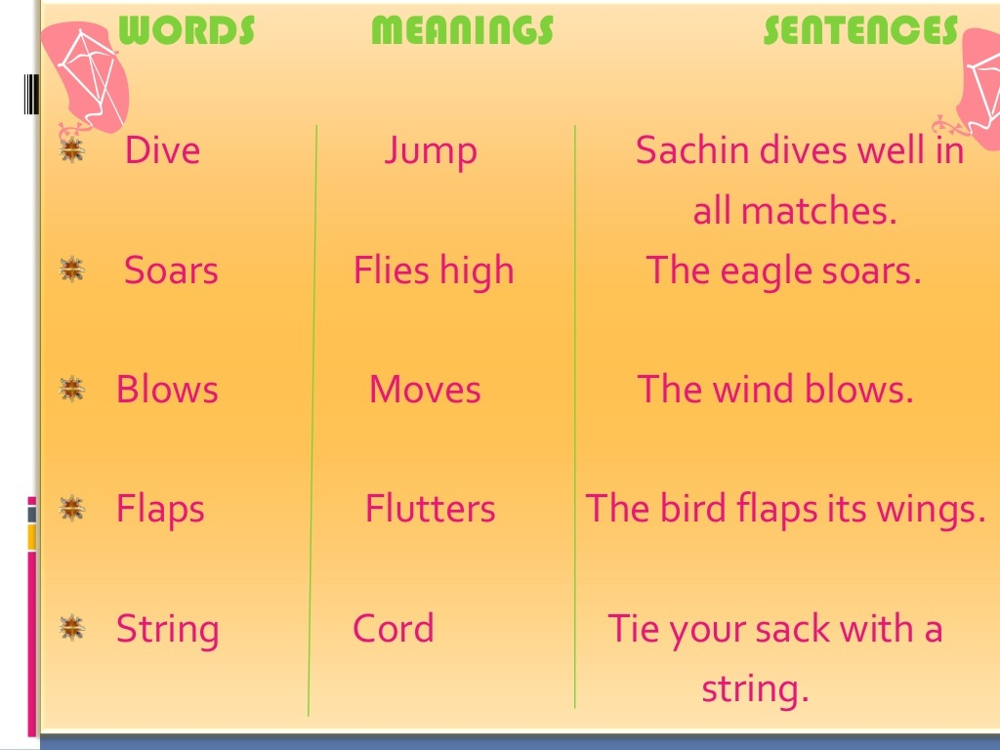 WORDS MEANINGS SENTENCES
Dive Jump Sachin dives well in
all matches.
Soars Flies high The eagle soars.
Blows Moves The wind blows.
Flaps Flutters The bird flaps its wings.
String Cord Tie your sack with a
string.